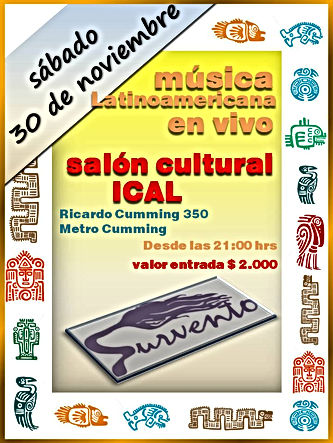 sábado
30 de noviembre
música
Latinoamericana
en vivo
salón cultural
ICAL
Ricardo Cumming 350
Metro Cumming
Desde las 21:00 hrs
valor entrada $ 2.000
Survento